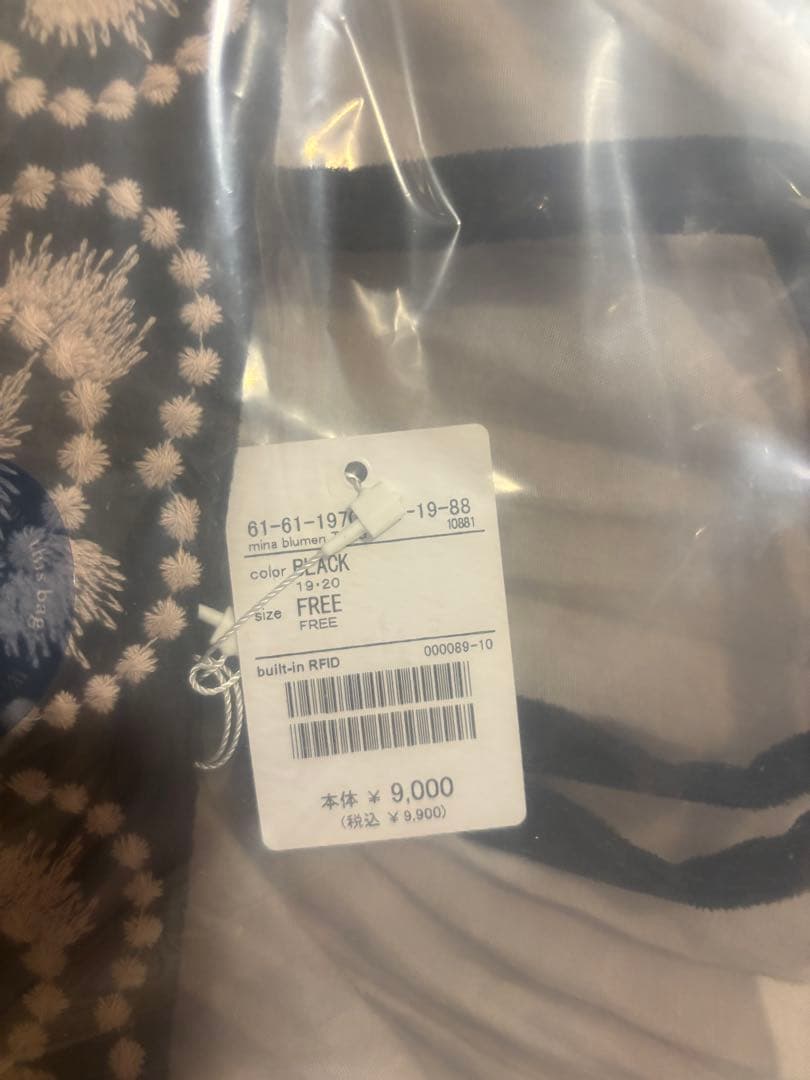 61-61-197 -19-88
10881
mina blumen
color BLACK
19・20
size FREE
FREE
000089-10
built-in RFID
本体 ¥ 9,000
(税込 ¥ 9,900)
bag